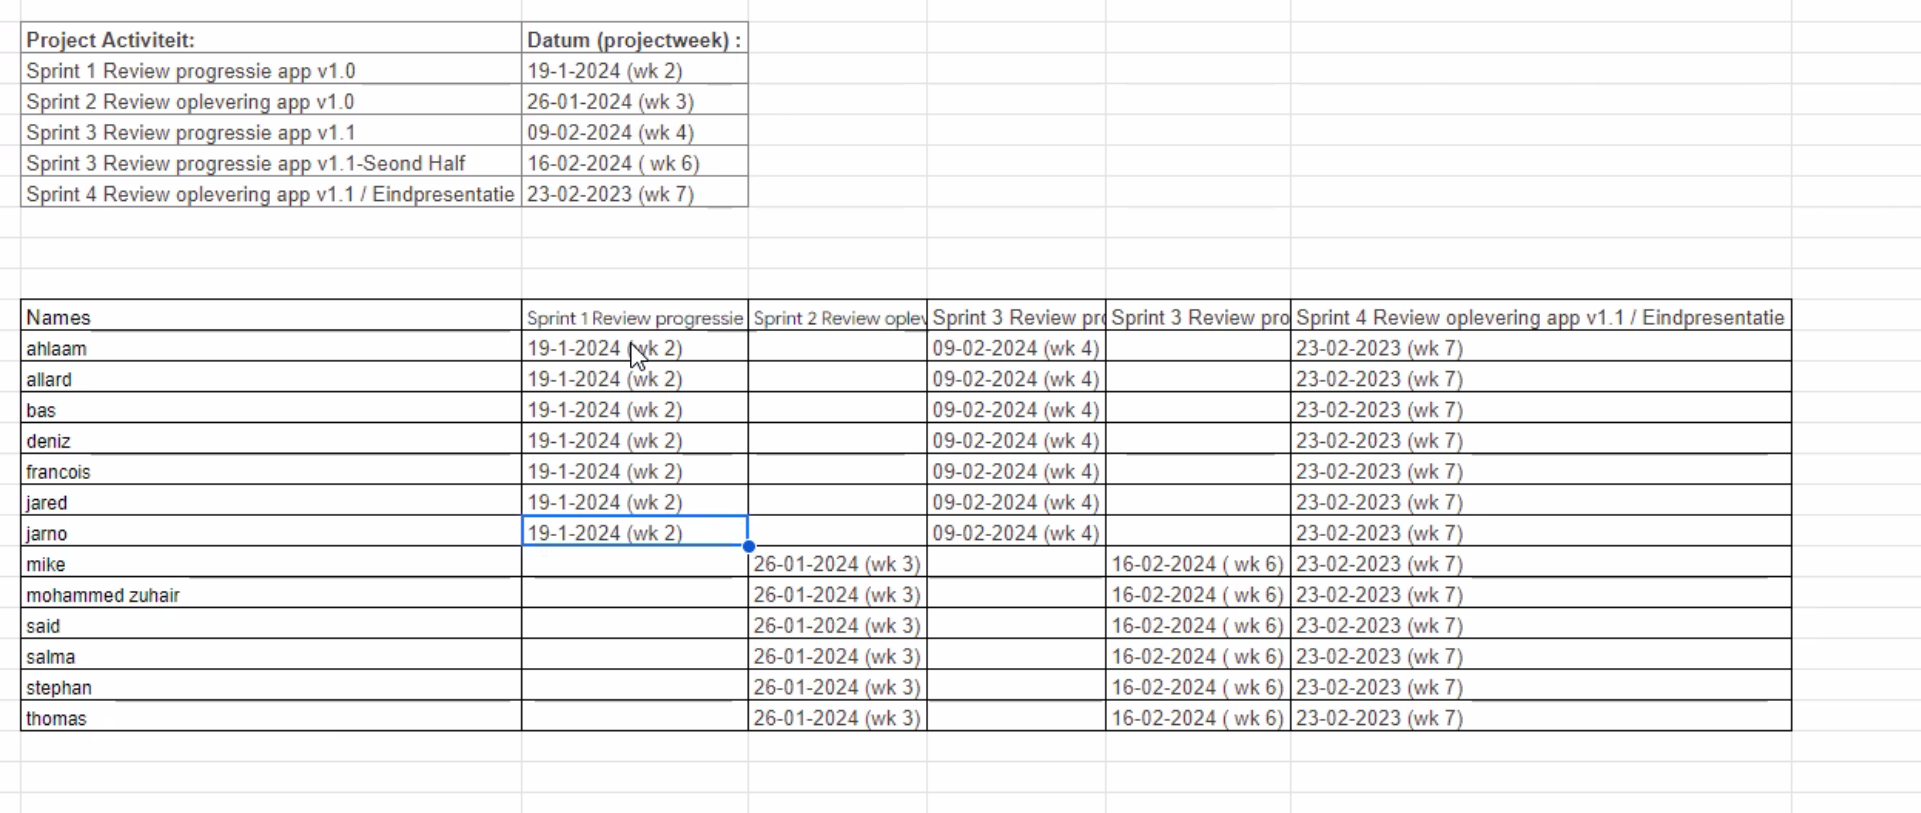 Project Activiteit: Datum (projectweek) :
Sprint 1 Review progressie app v1.0 19-1-2024 (wk 2)
Sprint 2 Review oplevering app v1.0 26-01-2024 (wk 3)
Sprint 3 Review progressie app v1.1 09-02-2024 (wk 4)
Sprint 3 Review progressie app v1.1-Seond Half 16-02-2024 ( wk 6)
Sprint 4 Review oplevering app v1.1 / Eindpresentatie 23-02-2023 (wk 7)
Names Sprint 1 Review progressie Sprint 2 Review oplev Sprint 3 Review pro Sprint 3 Review pro Sprint 4 Review oplevering app v1.1 / Eindpresentatie
ahlaam 19-1-2024 (wk 2) 09-02-2024 (wk 4) 23-02-2023 (wk 7)
allard 19-1-2024 (wk 2) 09-02-2024 (wk 4) 23-02-2023 (wk 7)
bas 19-1-2024 (wk 2) 09-02-2024 (wk 4) 23-02-2023 (wk 7)
deniz 19-1-2024 (wk 2) 09-02-2024 (wk 4) 23-02-2023 (wk 7)
francois 19-1-2024 (wk 2) 09-02-2024 (wk 4) 23-02-2023 (wk 7)
jared 19-1-2024 (wk 2) 09-02-2024 (wk 4) 23-02-2023 (wk 7)
jarno 19-1-2024 (wk 2) 09-02-2024 (wk 4) 23-02-2023 (wk 7)
mike 26-01-2024 (wk 3) 16-02-2024 ( wk 6) 23-02-2023 (wk 7)
mohammed zuhair 26-01-2024 (wk 3) 16-02-2024 ( wk 6) 23-02-2023 (wk 7)
said 26-01-2024 (wk 3) 16-02-2024 ( wk 6) 23-02-2023 (wk 7)
salma 26-01-2024 (wk 3) 16-02-2024 ( wk 6) 23-02-2023 (wk 7)
stephan 26-01-2024 (wk 3) 16-02-2024 ( wk 6) 23-02-2023 (wk 7)
thomas 26-01-2024 (wk 3) 16-02-2024 ( wk 6) 23-02-2023 (wk 7)